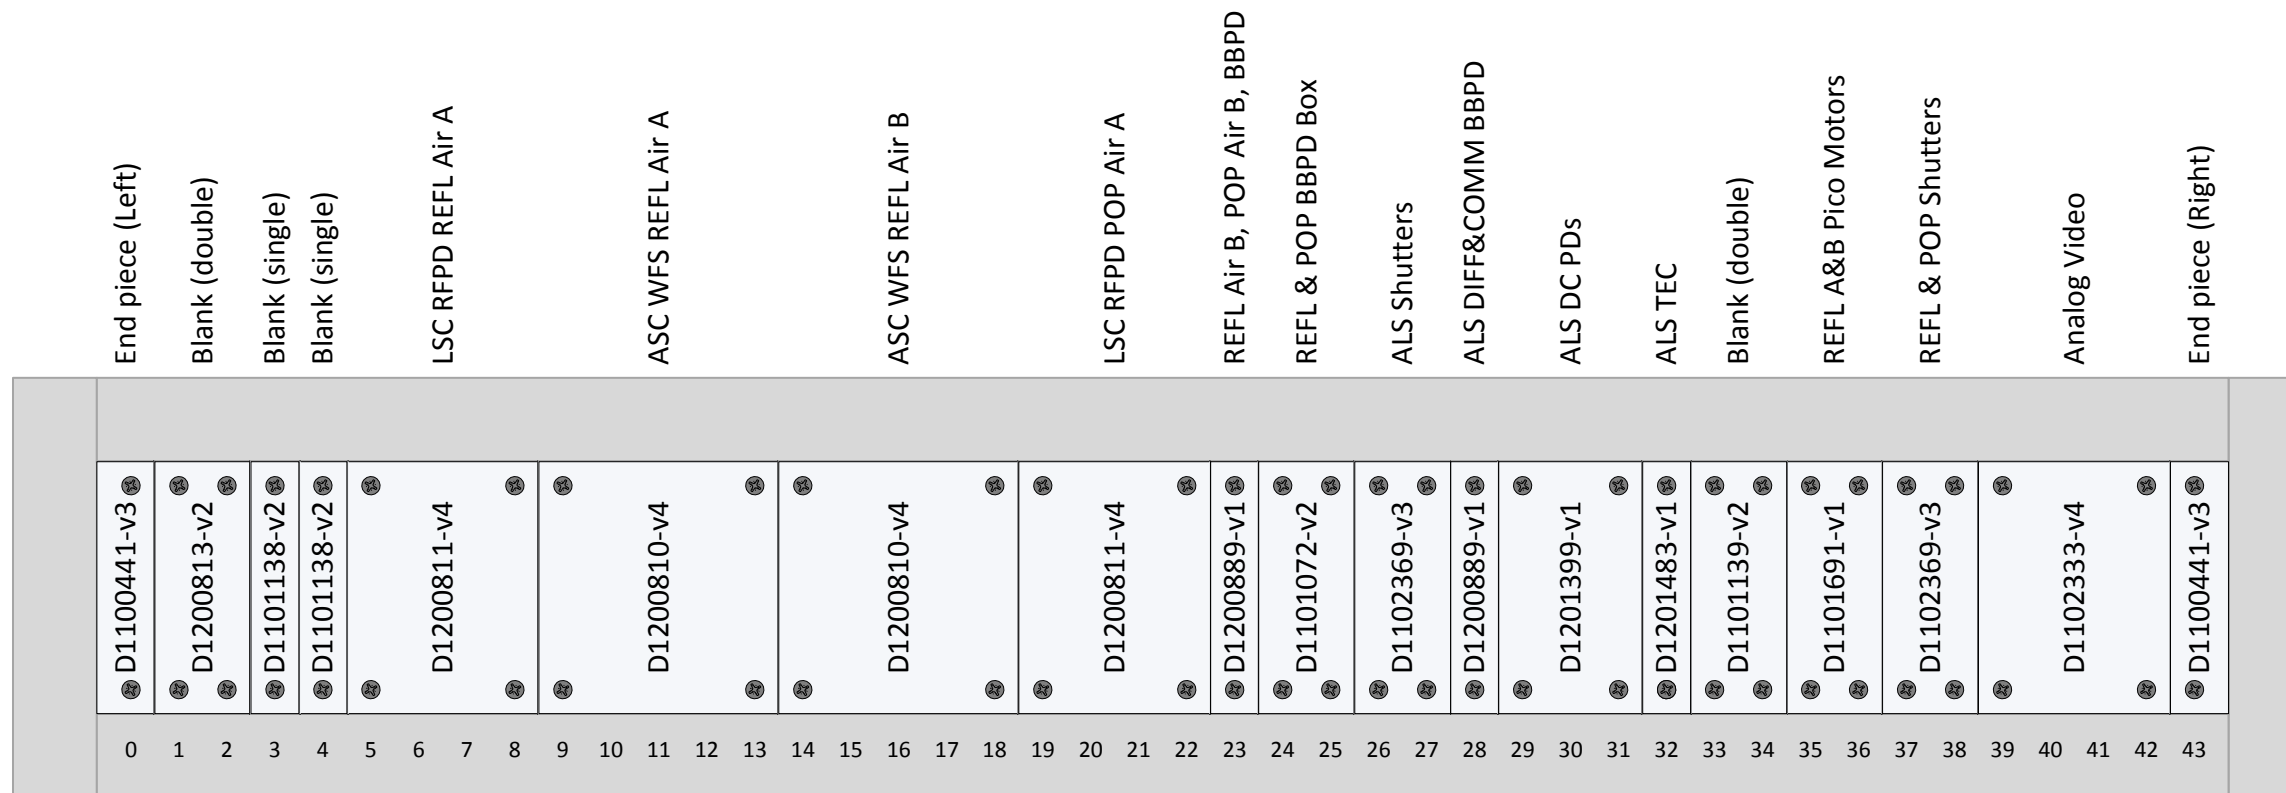 End piece (Left)
Blank (double)
Blank (single)
Blank (single)
LSC RFPD REFL Air A
ASC WFS REFL Air A
ASC WFS REFL Air B
LSC RFPD POP Air A
REFL Air B, POP Air B, BBPD
REFL & POP BBPD Box
ALS Shutters
ALS DIFF&COMM BBPD
ALS DC PDs
ALS TEC
Blank (double)
REFL A&B Pico Motors
REFL & POP Shutters
Analog Video
End piece (Right)
D1100441-v3
D1200813-v2
D1101138-v2
D1101138-v2
D1200811-v4
D1200810-v4
D1200810-v4
D1200811-v4
D1200889-v1
D1101072-v2
D1102369-v3
D1200889-v1
D1201399-v1
D1201483-v1
D1101139-v2
D1101691-v1
D1102369-v3
D1102333-v4
D1100441-v3
0 1 2 3 4 5 6 7 8 9 10 11 12 13 14 15 16 17 18 19 20 21 22 23 24 25 26 27 28 29 30 31 32 33 34 35 36 37 38 39 40 41 42 43